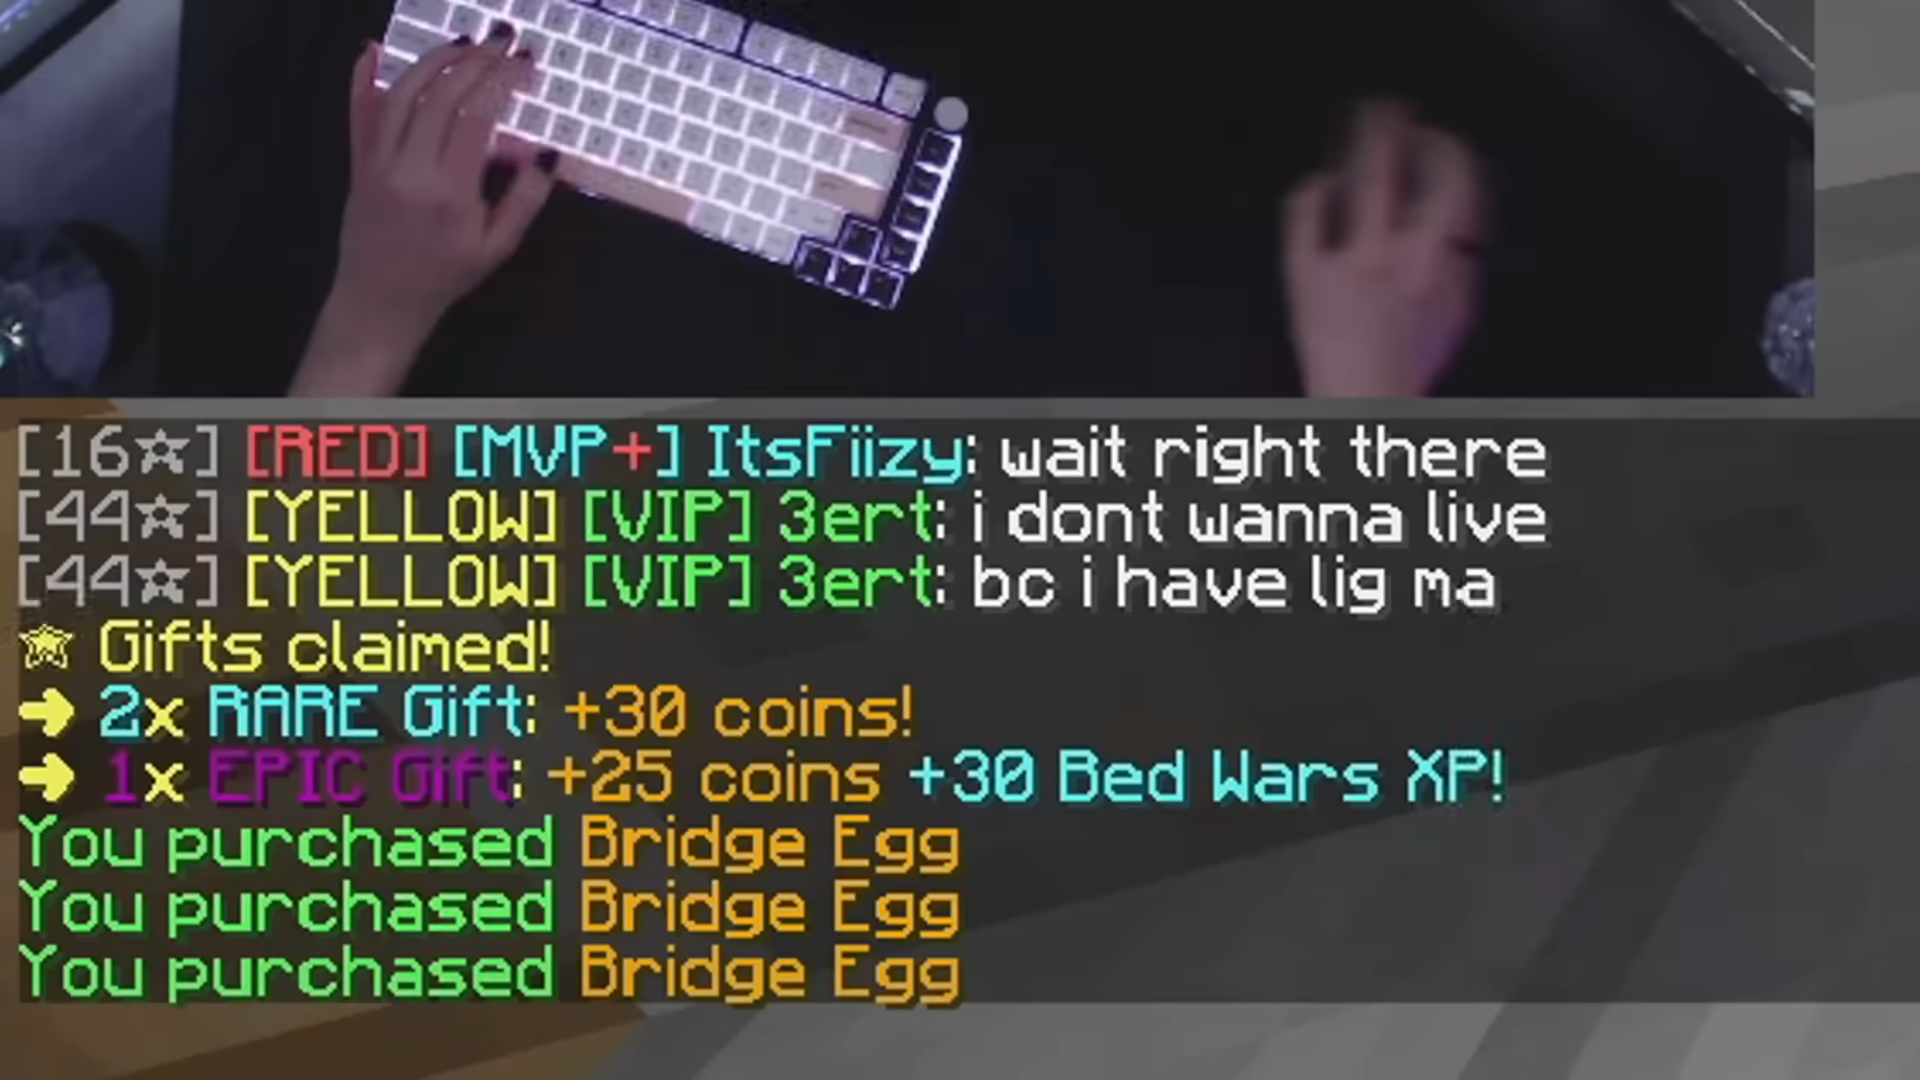 [16☆] [RED] [MVP+] ItsFiizy: wait right there
[44☆] [YELLOW] [VIP] 3ert: i dont wanna live
[44☆] [YELLOW] [VIP] 3ert: bc i have lig ma
★ Gifts claimed!
➜ 2x RARE Gift: +30 coins!
➜ 1x EPIC Gift: +25 coins +30 Bed Wars XP!
You purchased Bridge Egg
You purchased Bridge Egg
You purchased Bridge Egg